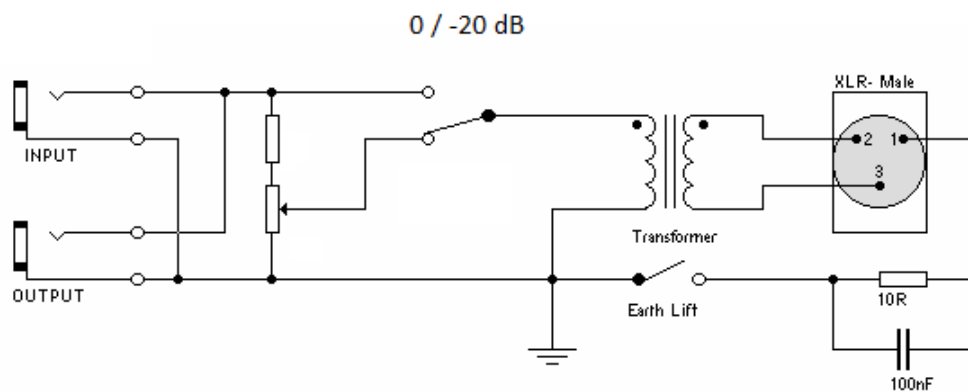 0 / -20 dB
XLR- Male
INPUT
2 1
3
Transformer
OUTPUT
Earth Lift
10R
100nF